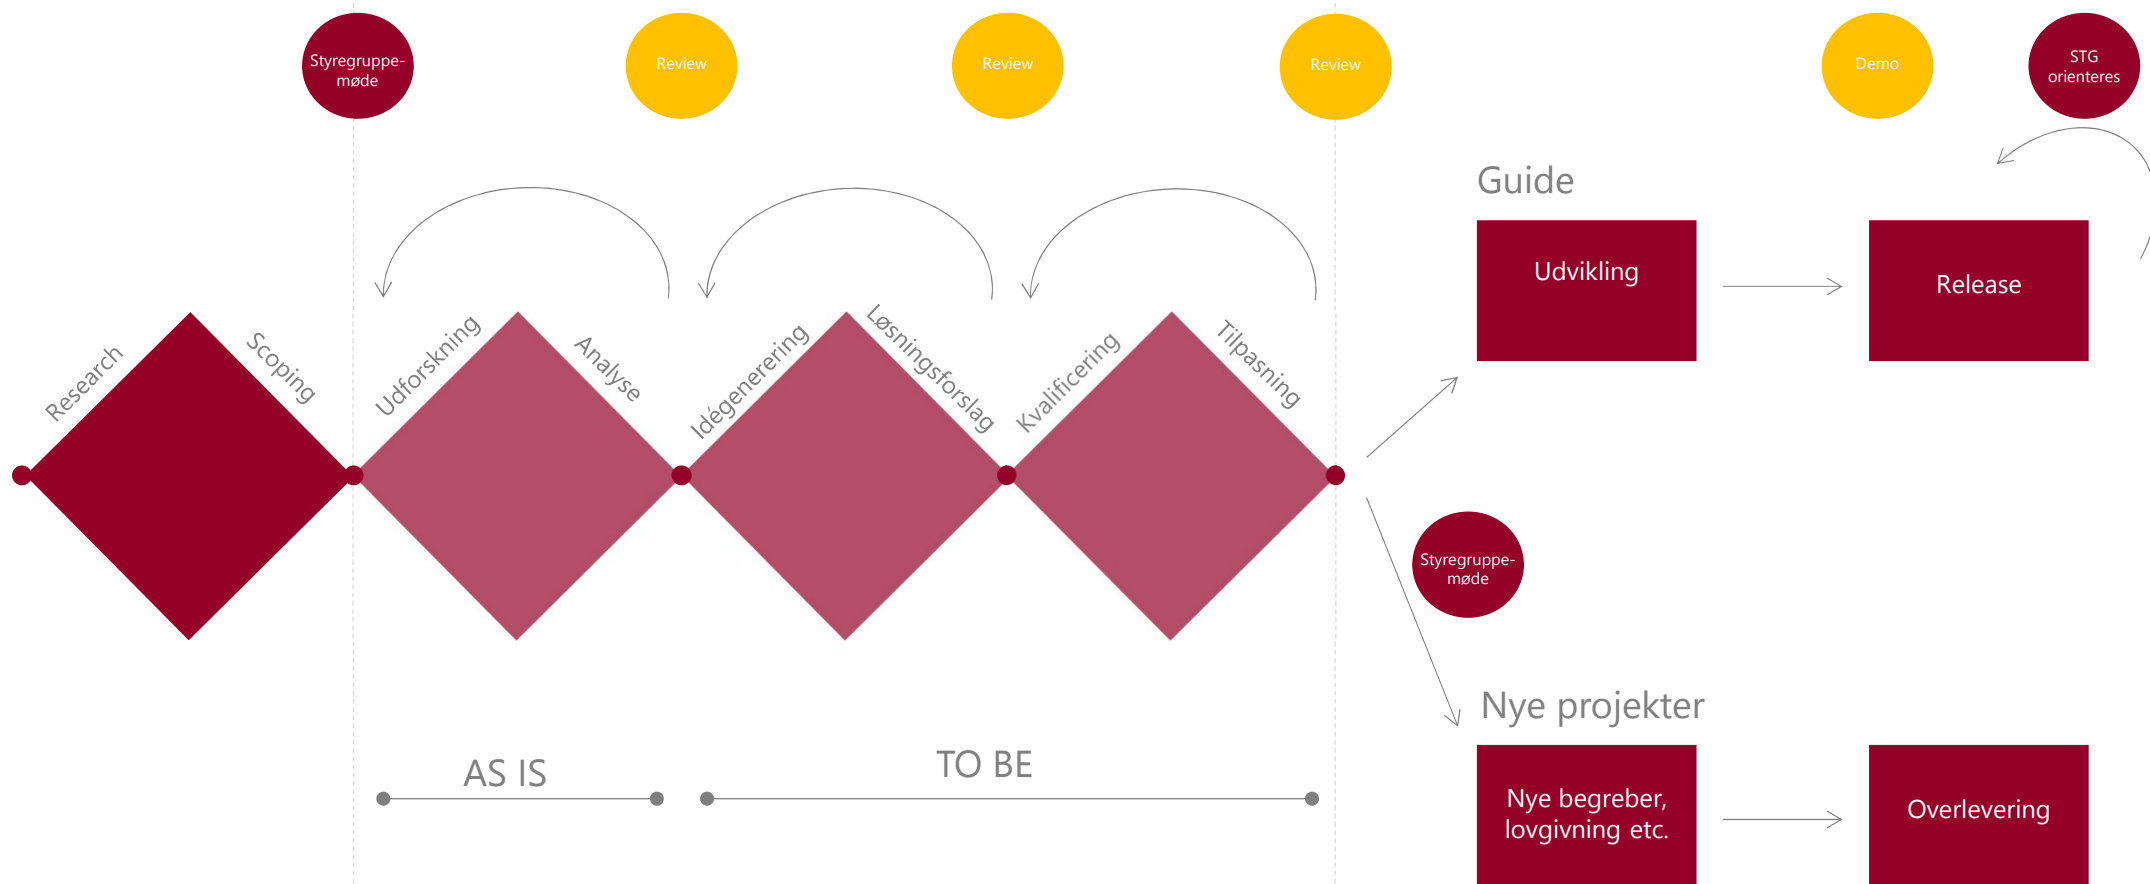 Styregruppe-
møde
Review
Review
Review
Demo
STG
orienteres
Guide
Udvikling
Release
Research
Scoping
Udforskning
Analyse
Idégenerering
Løsningsforslag
Kvalificering
Tilpasning
Styregruppe-
møde
Nye projekter
AS IS
TO BE
Nye begreber,
lovgivning etc.
Overlevering